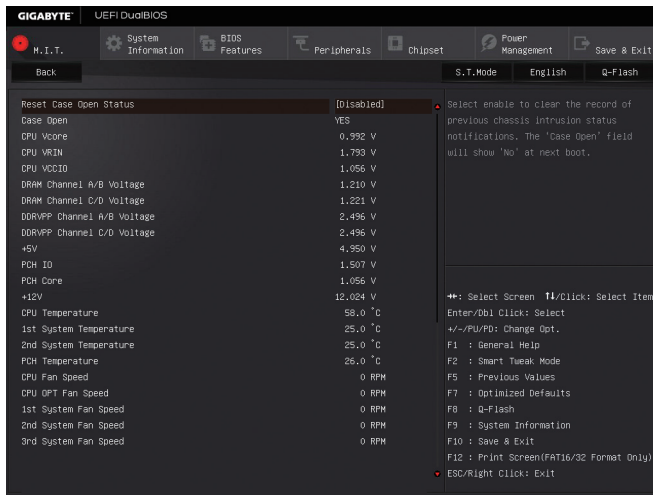 GIGABYTE™ UEFI DualBIOS
M.I.T. System Information BIOS Features Peripherals Chipset Power Management Save & Exit
Back S.T.Mode English Q-Flash
Reset Case Open Status [Disabled]
Case Open YES
CPU Vcore 0.992 V
CPU VRIN 1.793 V
CPU VCCIO 1.056 V
DRAM Channel A/B Voltage 1.210 V
DRAM Channel C/D Voltage 1.221 V
DDRVPP Channel A/B Voltage 2.496 V
DDRVPP Channel C/D Voltage 2.496 V
+5V 4.950 V
PCH IO 1.507 V
PCH Core 1.056 V
+12V 12.024 V
CPU Temperature 58.0 °C
1st System Temperature 25.0 °C
2nd System Temperature 25.0 °C
PCH Temperature 26.0 °C
CPU Fan Speed 0 RPM
CPU OPT Fan Speed 0 RPM
1st System Fan Speed 0 RPM
2nd System Fan Speed 0 RPM
3rd System Fan Speed 0 RPM
Select enable to clear the record of
previous chassis intrusion status
notifications. The 'Case Open' field
will show 'No' at next boot.
→←: Select Screen ↑↓/Click: Select Item
Enter/Dbl Click: Select
+/-/PU/PD: Change Opt.
F1 : General Help
F2 : Smart Tweak Mode
F5 : Previous Values
F7 : Optimized Defaults
F8 : Q-Flash
F9 : System Information
F10 : Save & Exit
F12 : Print Screen(FAT16/32 Format Only)
ESC/Right Click: Exit